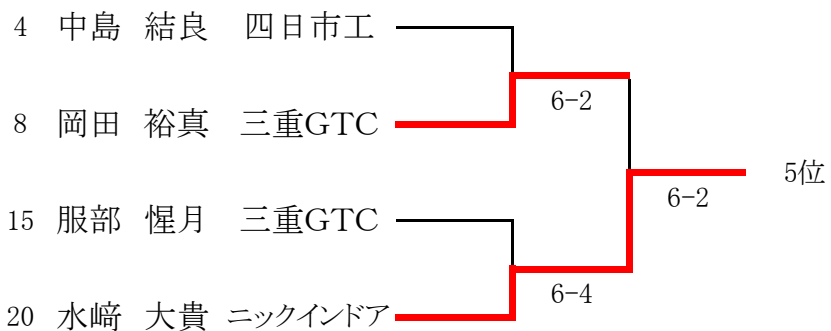 4 中島 結良 四日市工
6-2
8 岡田 裕真 三重GTC
5位
6-2
15 服部 惺月 三重GTC
6-4
20 水﨑 大貴 ニックインドア